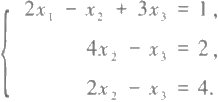 2x₁ − x₂ + 3x₃ = 1,
4x₂ − x₃ = 2,
2x₂ − x₃ = 4.